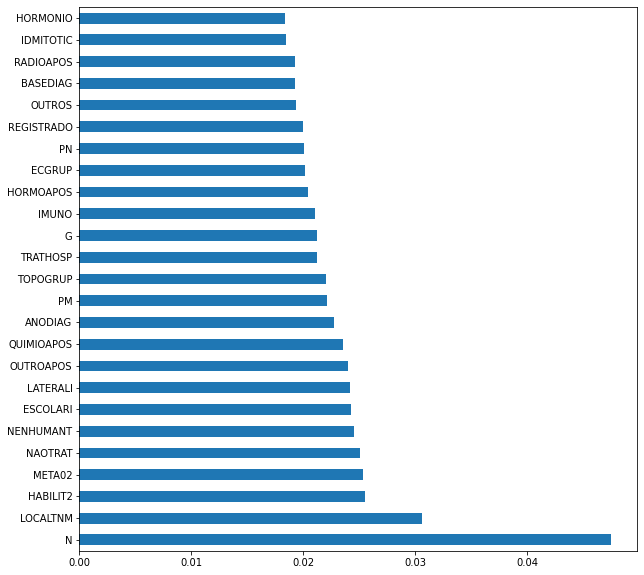 HORMONIO
IDMITOTIC
RADIOAPOS
BASEDIAG
OUTROS
REGISTRADO
PN
ECGRUP
HORMOAPOS
IMUNO
G
TRATHOSP
TOPOGRUP
PM
ANODIAG
QUIMIOAPOS
OUTROAPOS
LATERALI
ESCOLARI
NENHUMANT
NAOTRAT
META02
HABILIT2
LOCALTNM
N
0.00 0.01 0.02 0.03 0.04